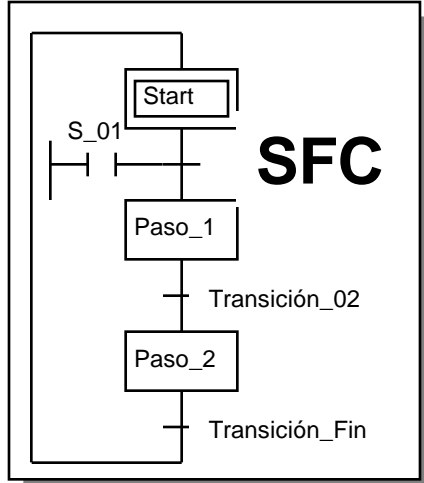 Start
S_01
SFC
Paso_1
Transición_02
Paso_2
Transición_Fin